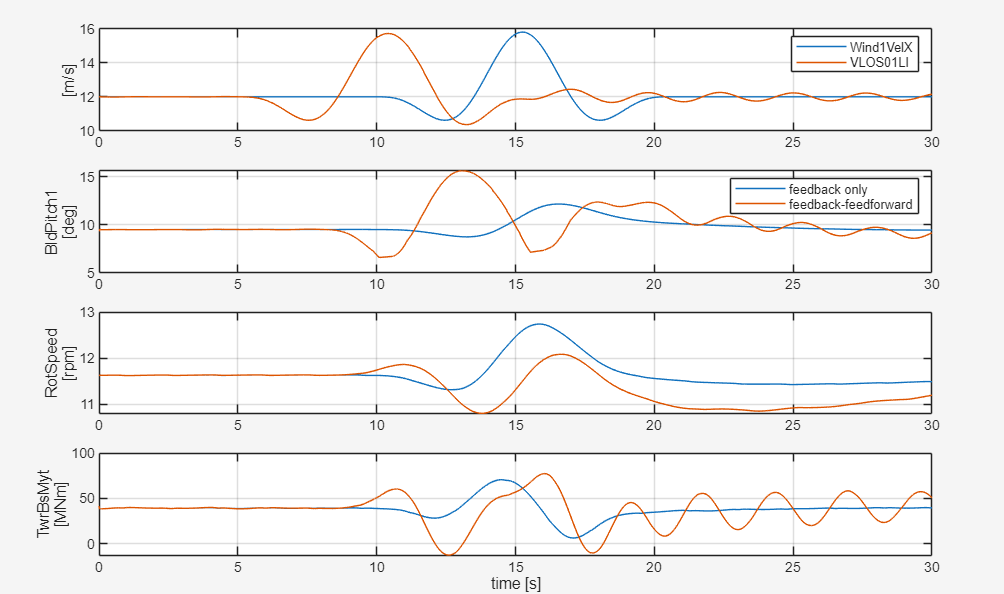 16
14
12
10
[m/s]
Wind1VelX
VLOS01LI
0 5 10 15 20 25 30
15
10
5
BldPitch1
[deg]
feedback only
feedback-feedforward
0 5 10 15 20 25 30
13
12
11
RotSpeed
[rpm]
0 5 10 15 20 25 30
100
50
0
TwrBsMyt
[MNm]
0 5 10 15 20 25 30
time [s]